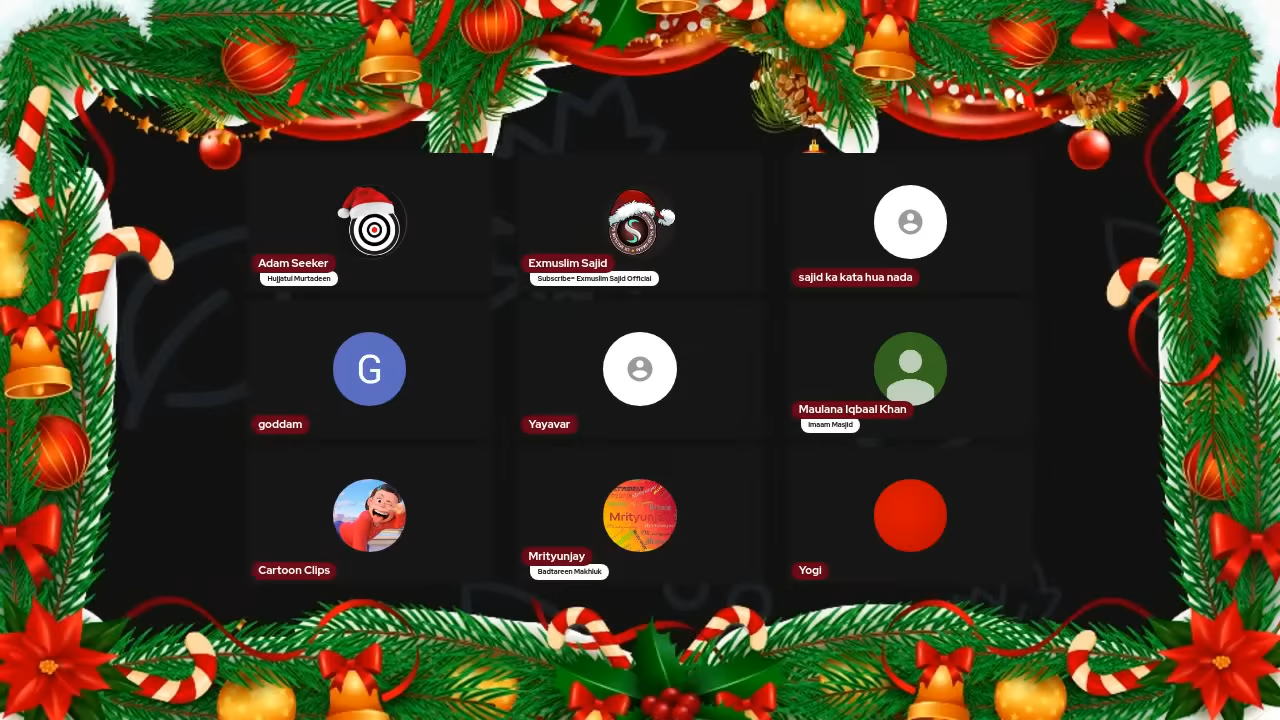 Adam Seeker
Hujjatul Murtadeen
Exmuslim Sajid
Subscribe= Exmuslim Sajid Official
sajid ka kata hua nada
G
goddam
Yayavar
Maulana Iqbaal Khan
Imaam Masjid
Cartoon Clips
Mrityunjay
Badtareen Makhluk
Yogi